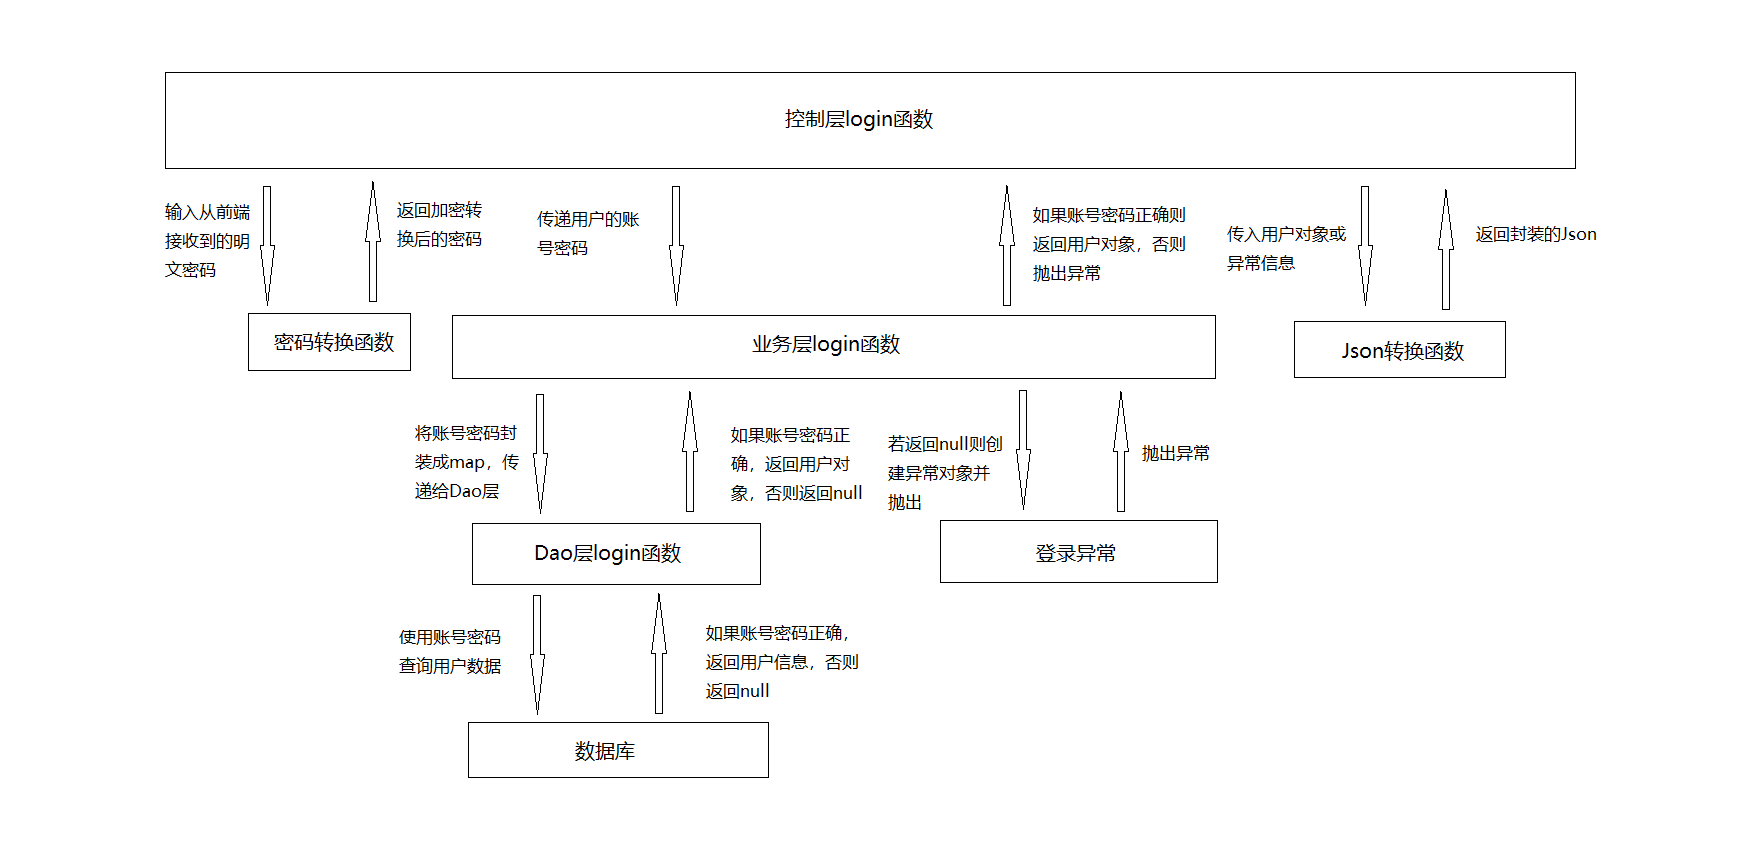 控制层login函数
输入从前端
接收到的明
文密码
返回加密转
换后的密码
传递用户的账
号密码
如果账号密码正确则
返回用户对象，否则
抛出异常
传入用户对象或
异常信息
返回封装的Json
密码转换函数
业务层login函数
Json转换函数
将账号密码封
装成map，传
递给Dao层
如果账号密码正
确，返回用户对
象，否则返回null
若返回null则创
建异常对象并
抛出
抛出异常
Dao层login函数
登录异常
使用账号密码
查询用户数据
如果账号密码正确，
返回用户信息，否则
返回null
数据库